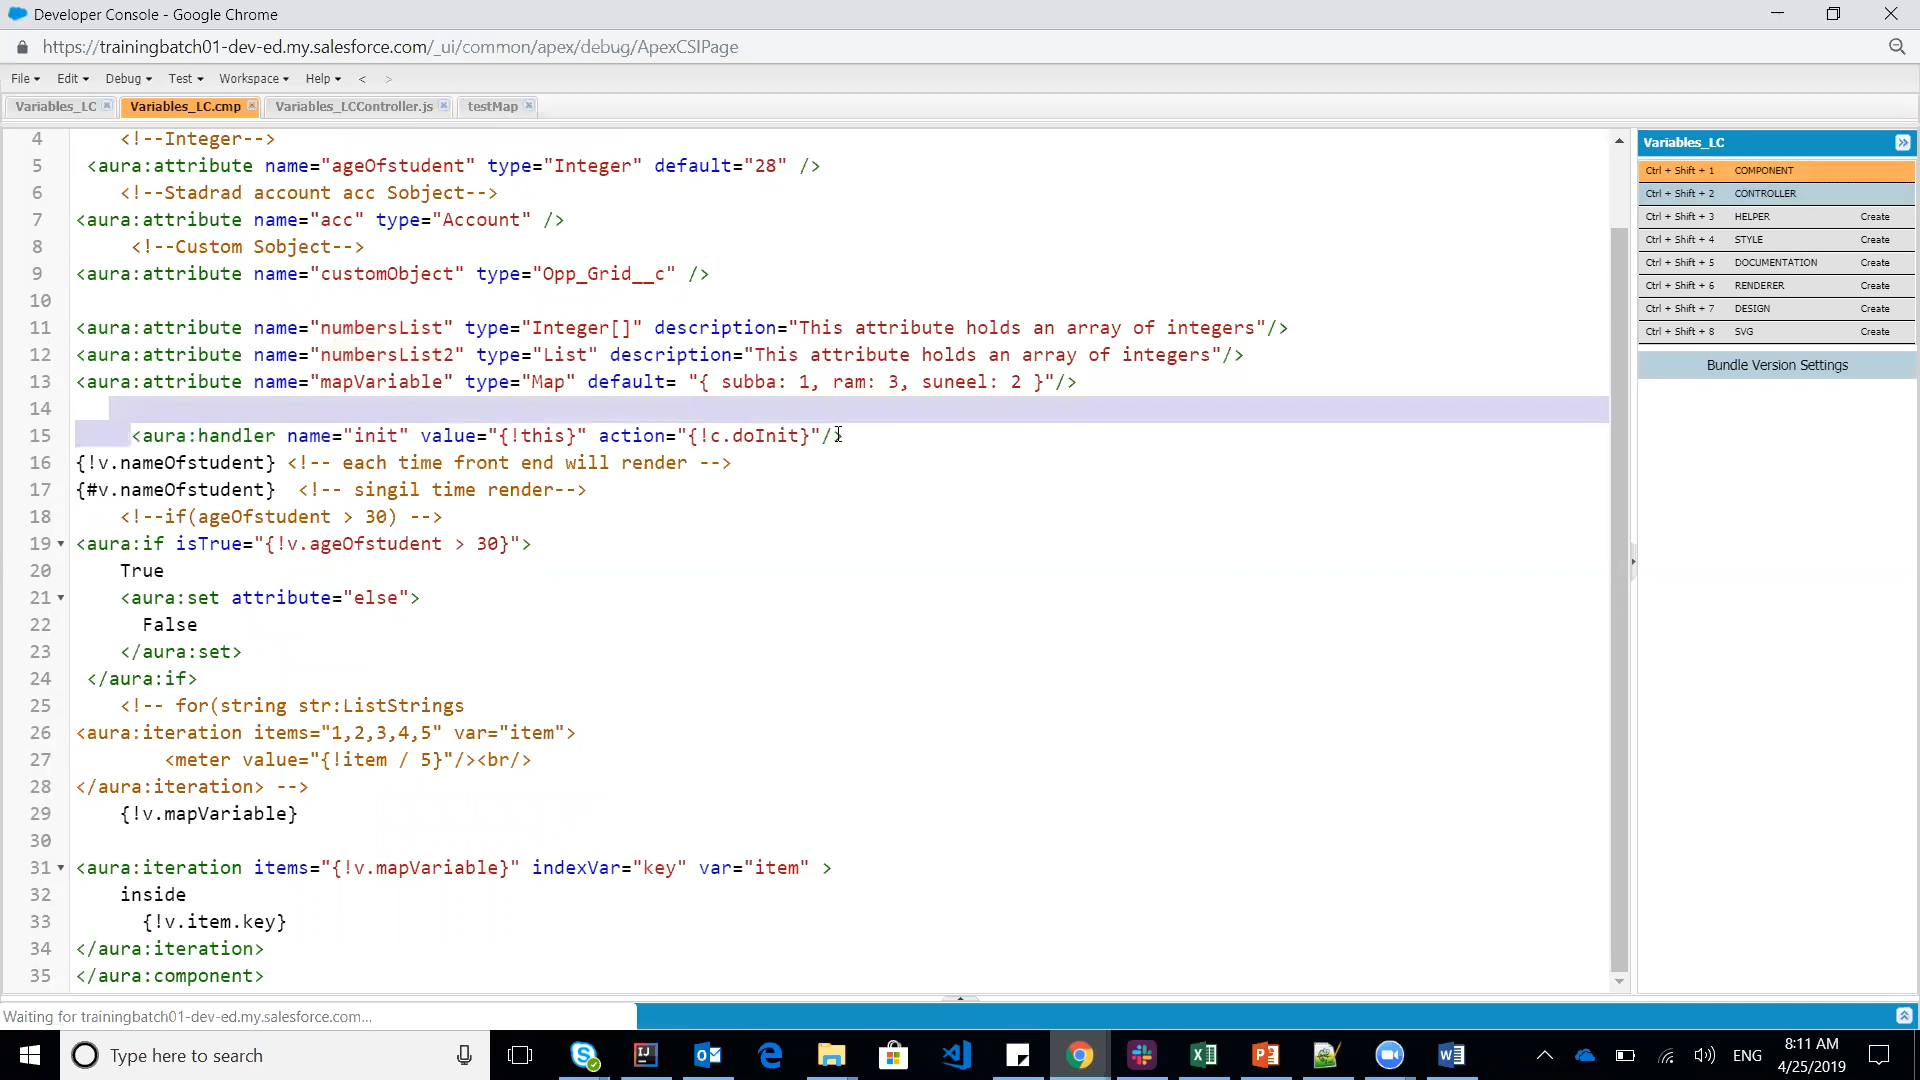 Developer Console - Google Chrome
https://trainingbatch01-dev-ed.my.salesforce.com/_ui/common/apex/debug/ApexCSIPage
File Edit Debug Test Workspace Help < >
Variables_LC Variables_LC.cmp Variables_LCController.js testMap
4 <!--Integer-->
5 <aura:attribute name="ageOfstudent" type="Integer" default="28" />
6 <!--Stadrad account acc Sobject-->
7 <aura:attribute name="acc" type="Account" />
8 <!--Custom Sobject-->
9 <aura:attribute name="customObject" type="Opp_Grid__c" />
10
11 <aura:attribute name="numbersList" type="Integer[]" description="This attribute holds an array of integers"/>
12 <aura:attribute name="numbersList2" type="List" description="This attribute holds an array of integers"/>
13 <aura:attribute name="mapVariable" type="Map" default= "{ subba: 1, ram: 3, suneel: 2 }"/>
14
15 <aura:handler name="init" value="{!this}" action="{!c.doInit}"/>
16 {!v.nameOfstudent} <!-- each time front end will render -->
17 {#v.nameOfstudent} <!-- singil time render-->
18 <!--if(ageOfstudent > 30) -->
19 <aura:if isTrue="{!v.ageOfstudent > 30}">
20 True
21 <aura:set attribute="else">
22 False
23 </aura:set>
24 </aura:if>
25 <!-- for(string str:ListStrings
26 <aura:iteration items="1,2,3,4,5" var="item">
27 <meter value="{!item / 5}"/><br/>
28 </aura:iteration> -->
29 {!v.mapVariable}
30
31 <aura:iteration items="{!v.mapVariable}" indexVar="key" var="item" >
32 inside
33 {!v.item.key}
34 </aura:iteration>
35 </aura:component>
Variables_LC
Ctrl + Shift + 1 COMPONENT
Ctrl + Shift + 2 CONTROLLER
Ctrl + Shift + 3 HELPER Create
Ctrl + Shift + 4 STYLE Create
Ctrl + Shift + 5 DOCUMENTATION Create
Ctrl + Shift + 6 RENDERER Create
Ctrl + Shift + 7 DESIGN Create
Ctrl + Shift + 8 SVG Create
Bundle Version Settings
Waiting for trainingbatch01-dev-ed.my.salesforce.com...
Type here to search
ENG
8:11 AM
4/25/2019